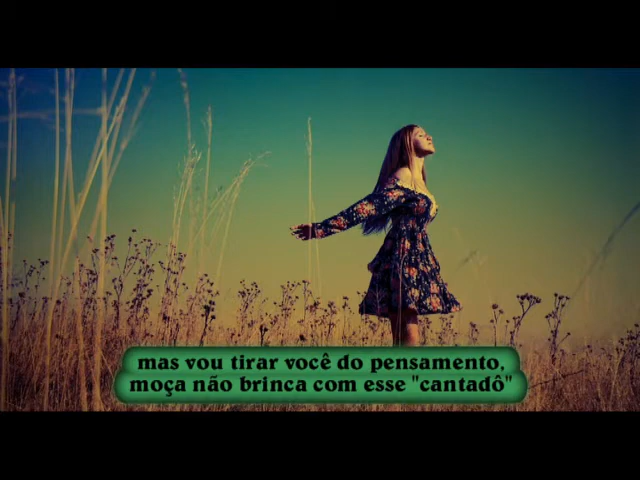 mas vou tirar você do pensamento,
moça não brinca com esse "cantadô"